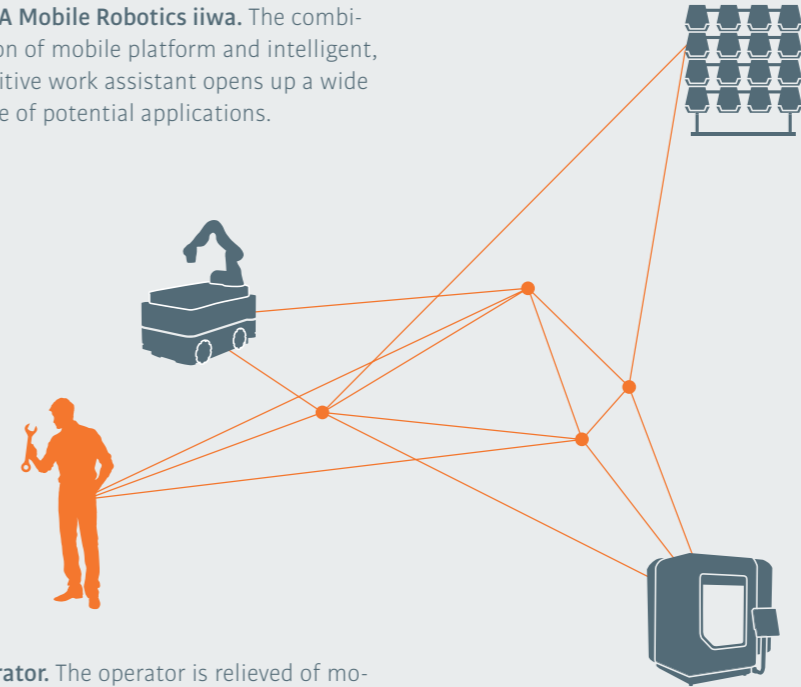 A Mobile Robotics iiwa. The combi-
on of mobile platform and intelligent,
itive work assistant opens up a wide
e of potential applications.
rator. The operator is relieved of mo-